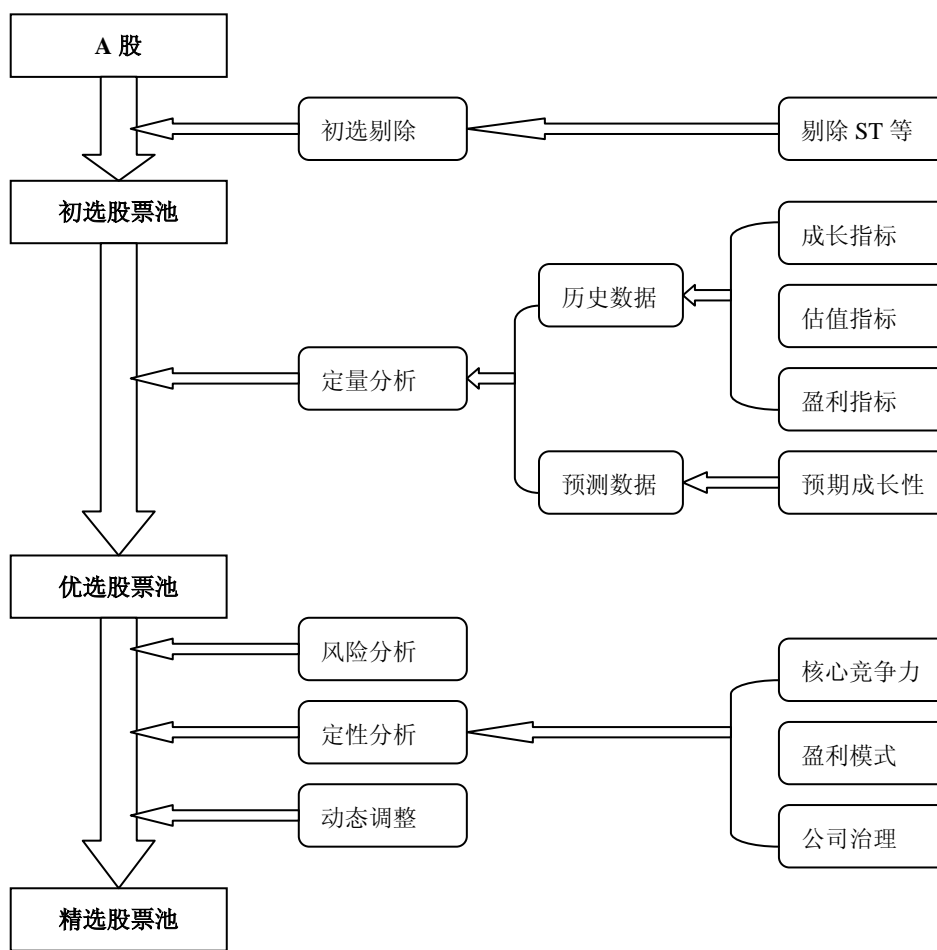 A 股
初选剔除
剔除 ST 等
初选股票池
成长指标
历史数据
估值指标
定量分析
盈利指标
预测数据
预期成长性
优选股票池
风险分析
核心竞争力
定性分析
盈利模式
动态调整
公司治理
精选股票池